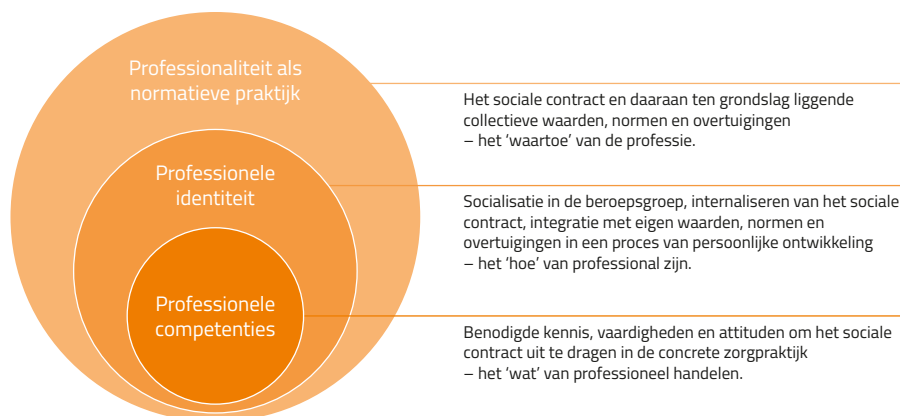 Professionaliteit als
normatieve praktijk
Het sociale contract en daaraan ten grondslag liggende
collectieve waarden, normen en overtuigingen
– het ‘waartoe’ van de professie.
Professionele
identiteit
Socialisatie in de beroepsgroep, internaliseren van het sociale
contract, integratie met eigen waarden, normen en
overtuigingen in een proces van persoonlijke ontwikkeling
– het ‘hoe’ van professional zijn.
Professionele
competenties
Benodigde kennis, vaardigheden en attituden om het sociale
contract uit te dragen in de concrete zorgpraktijk
– het ‘wat’ van professioneel handelen.